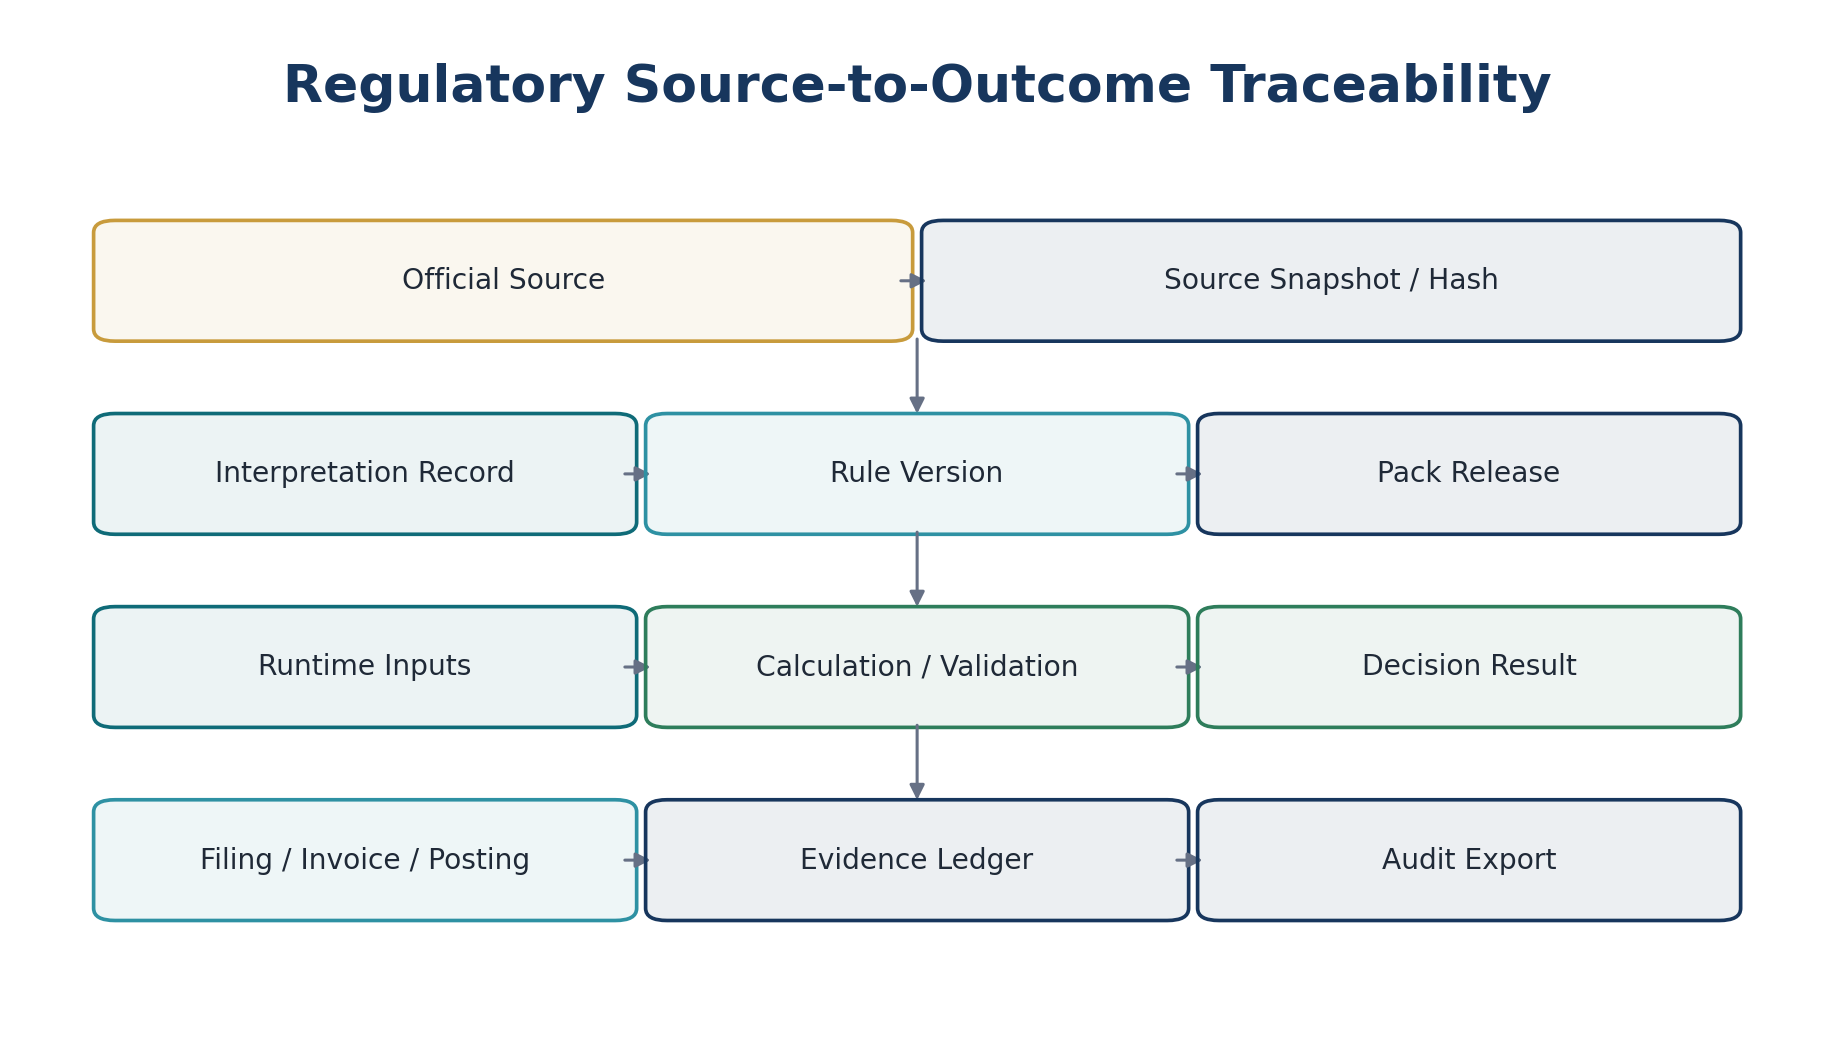 Regulatory Source-to-Outcome Traceability
Official Source
Source Snapshot / Hash
Interpretation Record
Rule Version
Pack Release
Runtime Inputs
Calculation / Validation
Decision Result
Filing / Invoice / Posting
Evidence Ledger
Audit Export